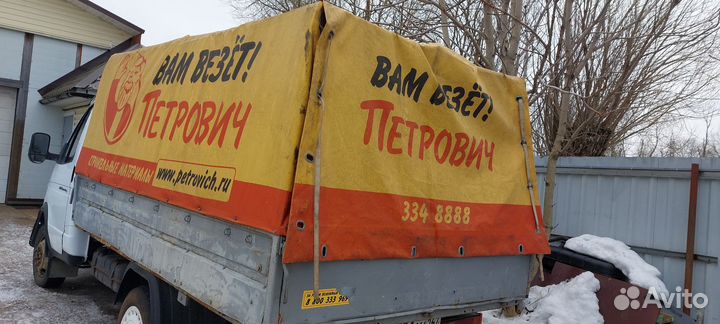 ВАМ ВЕЗЁТ!
ПЕТРОВИЧ
СТРОИТЕЛЬНЫЕ МАТЕРИАЛЫ
www.petrovich.ru
ВАМ ВЕЗЁТ!
ПЕТРОВИЧ
334 8888
8 800 333 969
Avito